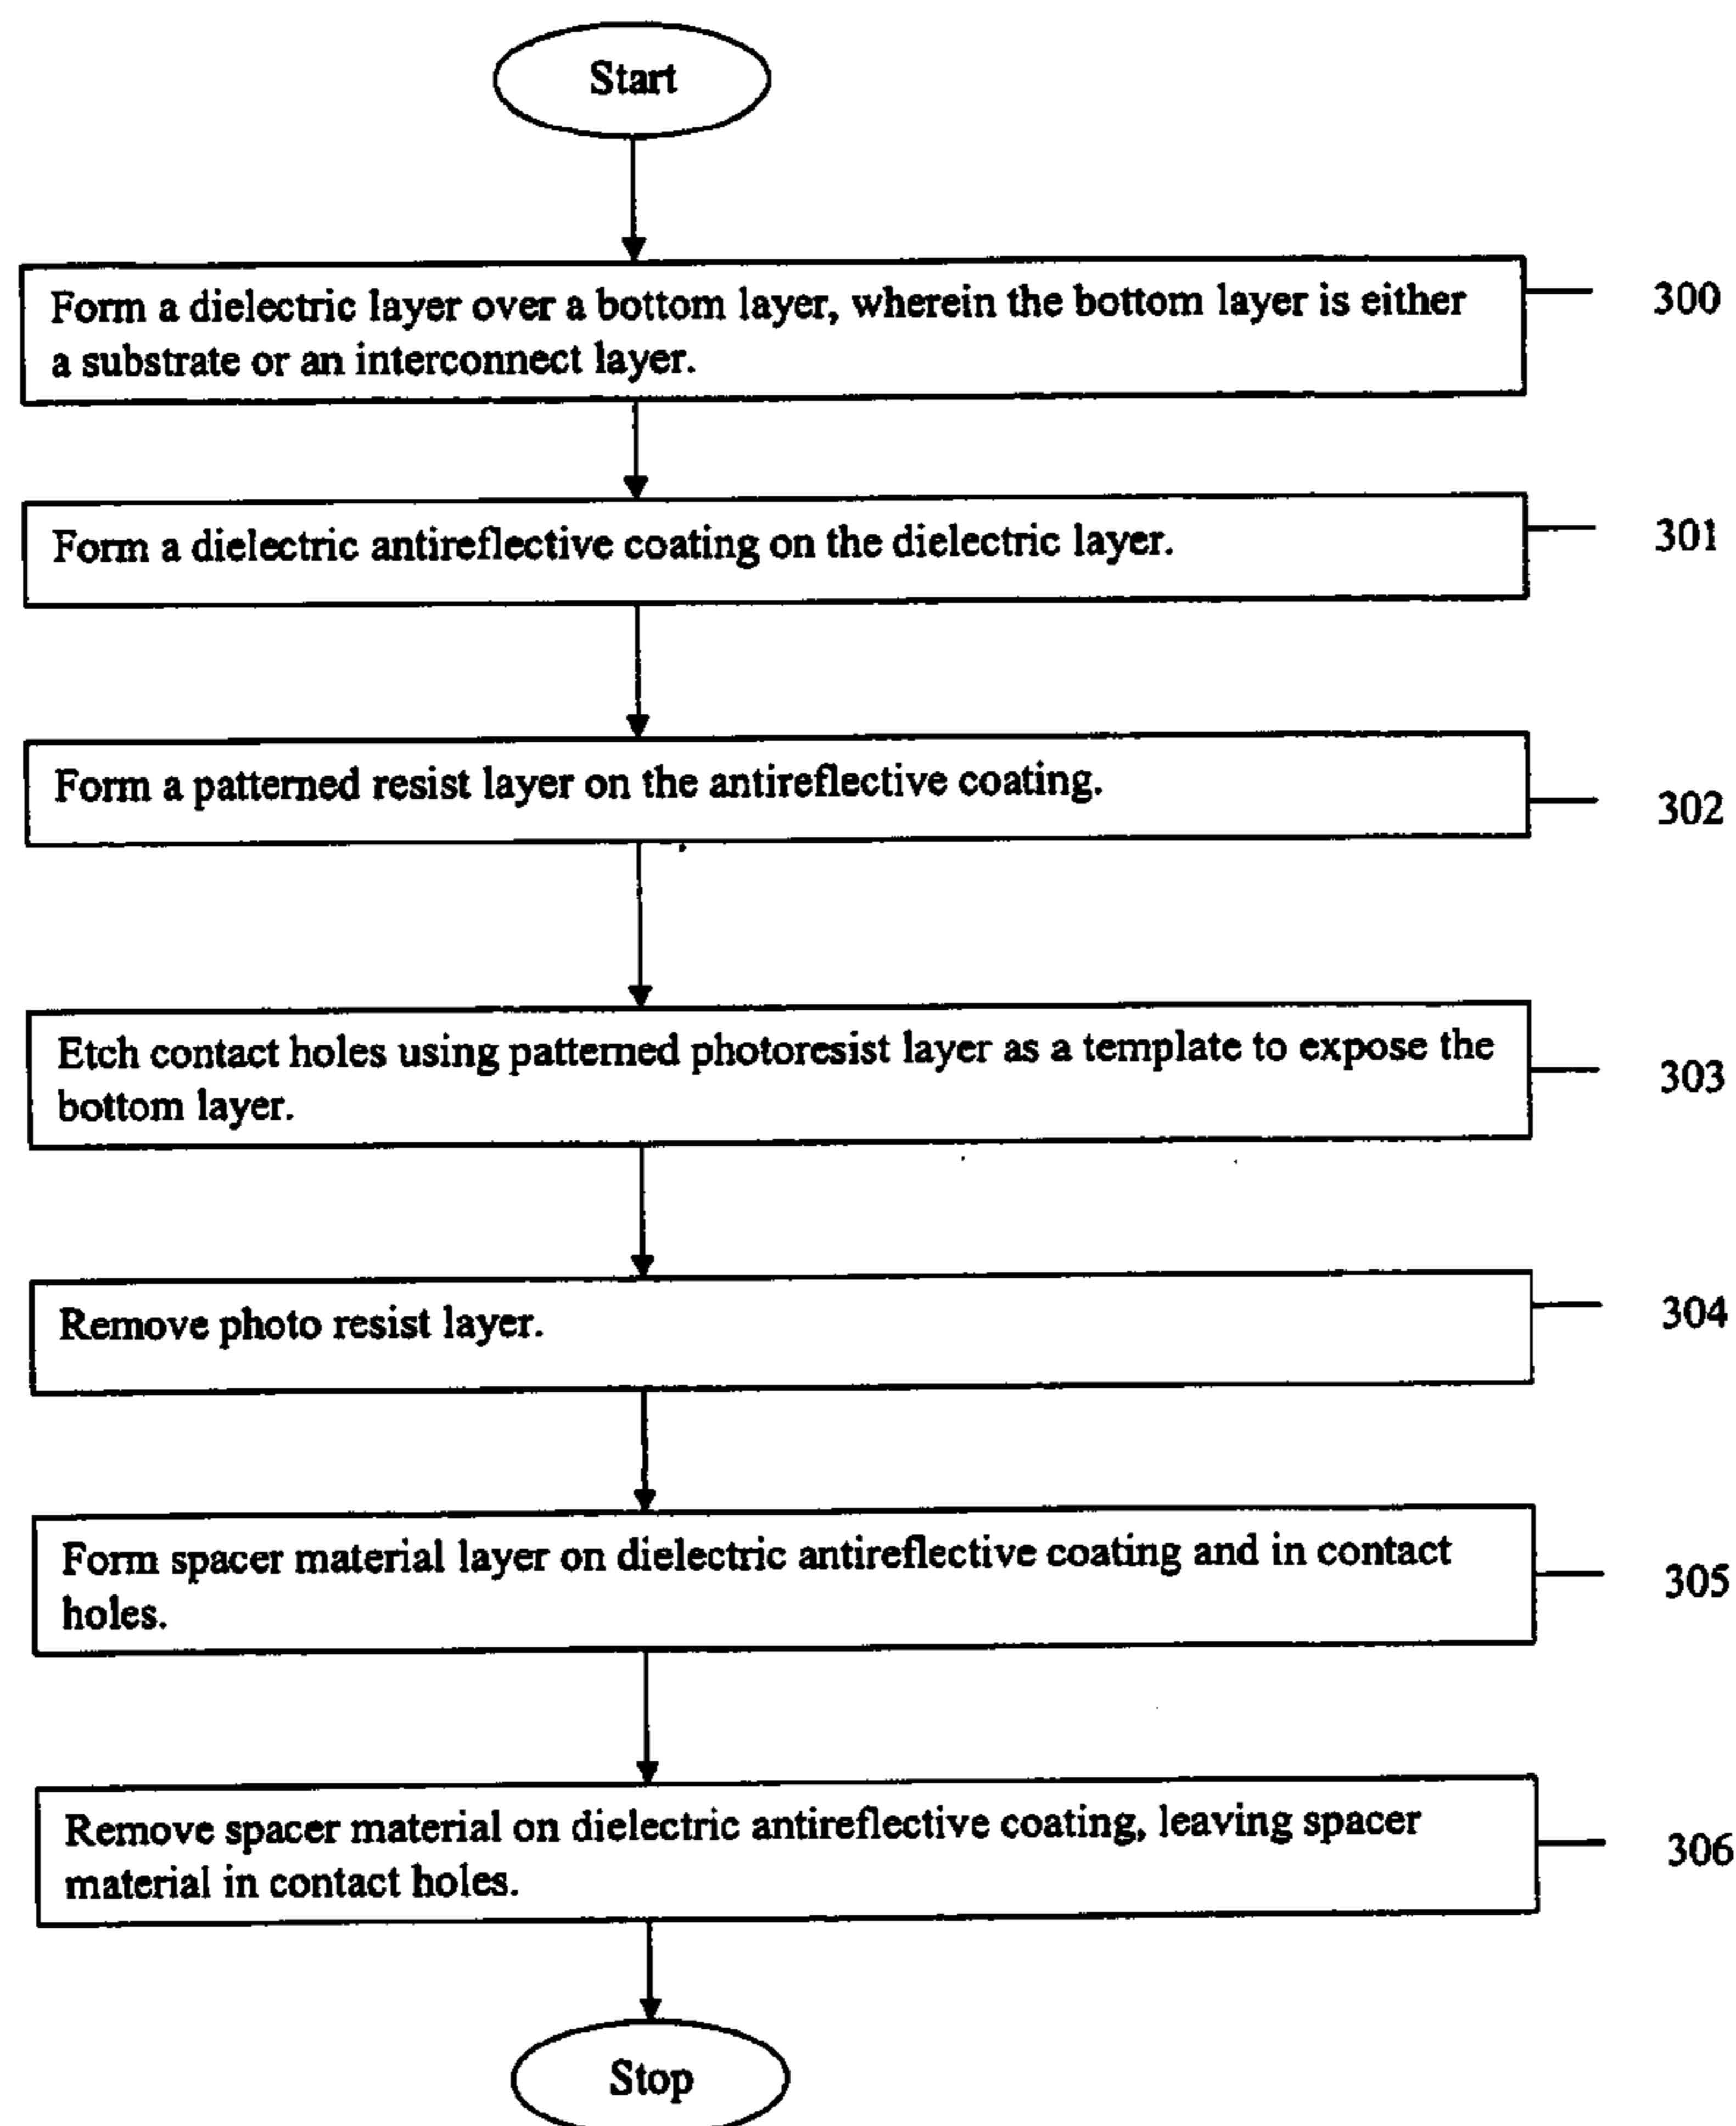 Start
Form a dielectric layer over a bottom layer, wherein the bottom layer is either
a substrate or an interconnect layer.
300
Form a dielectric antireflective coating on the dielectric layer.
301
Form a patterned resist layer on the antireflective coating.
302
Etch contact holes using patterned photoresist layer as a template to expose the
bottom layer.
303
Remove photo resist layer.
304
Form spacer material layer on dielectric antireflective coating and in contact
holes.
305
Remove spacer material on dielectric antireflective coating, leaving spacer
material in contact holes.
306
Stop